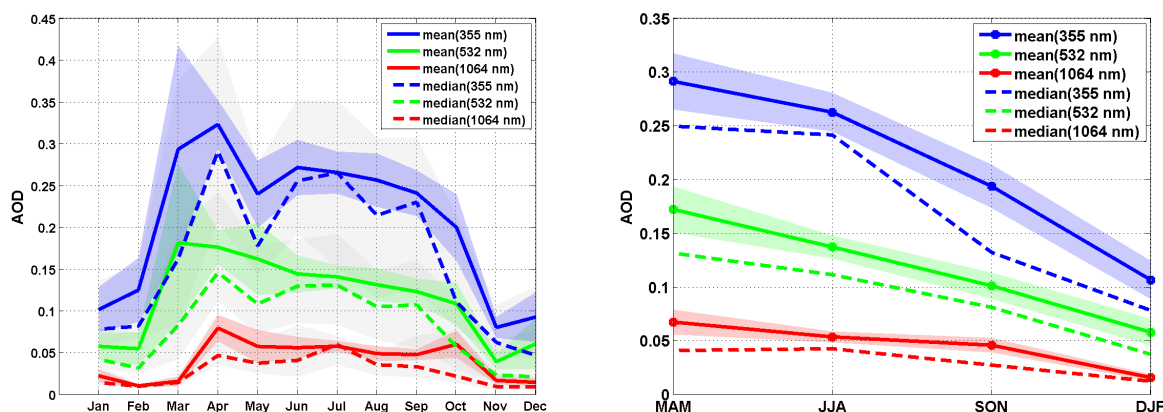 0.45
0.4
0.35
0.3
0.25
0.2
0.15
0.1
0.05
0
AOD
Jan Feb Mar Apr May Jun Jul Aug Sep Oct Nov Dec
mean(355 nm)
mean(532 nm)
mean(1064 nm)
median(355 nm)
median(532 nm)
median(1064 nm)
0.35
0.3
0.25
0.2
0.15
0.1
0.05
0
AOD
MAM JJA SON DJF
mean(355 nm)
mean(532 nm)
mean(1064 nm)
median(355 nm)
median(532 nm)
median(1064 nm)